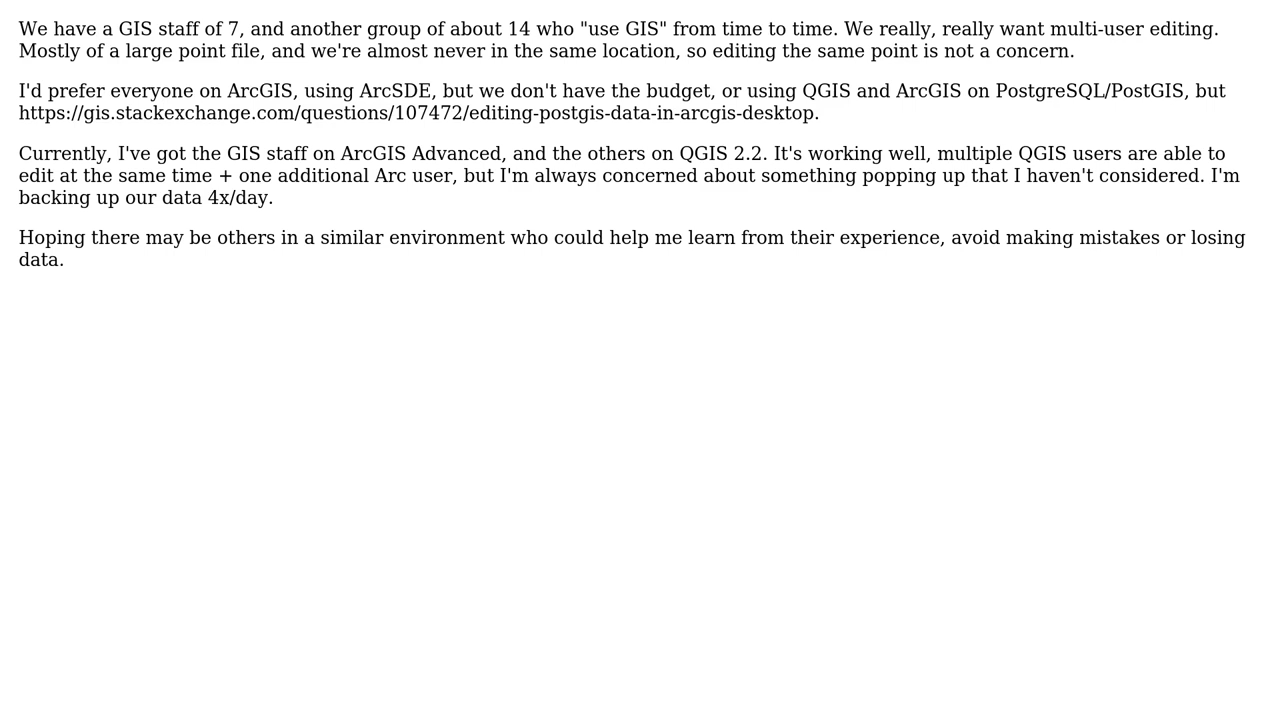 We have a GIS staff of 7, and another group of about 14 who "use GIS" from time to time. We really, really want multi-user editing.
Mostly of a large point file, and we're almost never in the same location, so editing the same point is not a concern.
I'd prefer everyone on ArcGIS, using ArcSDE, but we don't have the budget, or using QGIS and ArcGIS on PostgreSQL/PostGIS, but
https://gis.stackexchange.com/questions/107472/editing-postgis-data-in-arcgis-desktop.
Currently, I've got the GIS staff on ArcGIS Advanced, and the others on QGIS 2.2. It's working well, multiple QGIS users are able to
edit at the same time + one additional Arc user, but I'm always concerned about something popping up that I haven't considered. I'm
backing up our data 4x/day.
Hoping there may be others in a similar environment who could help me learn from their experience, avoid making mistakes or losing
data.